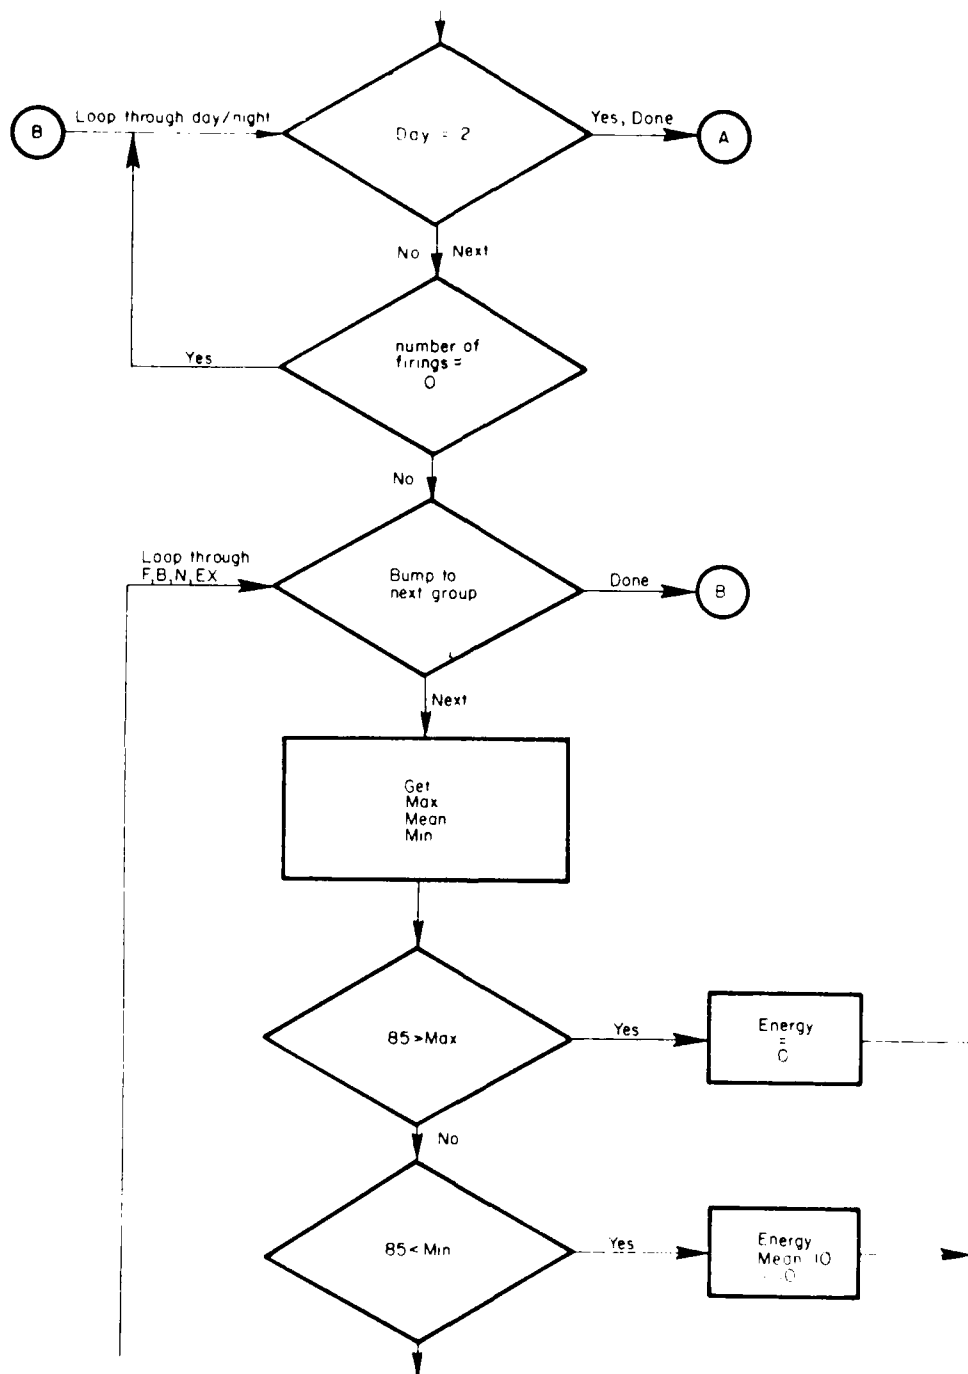 B
Loop through day/night
Day = 2
Yes, Done
A
No
Next
number of
firings =
0
Yes
No
Loop through
F,B,N,EX
Bump to
next group
Done
B
Next
Get
Max
Mean
Min
85>Max
Yes
Energy
=
0
No
85<Min
Yes
Energy
Mean 10